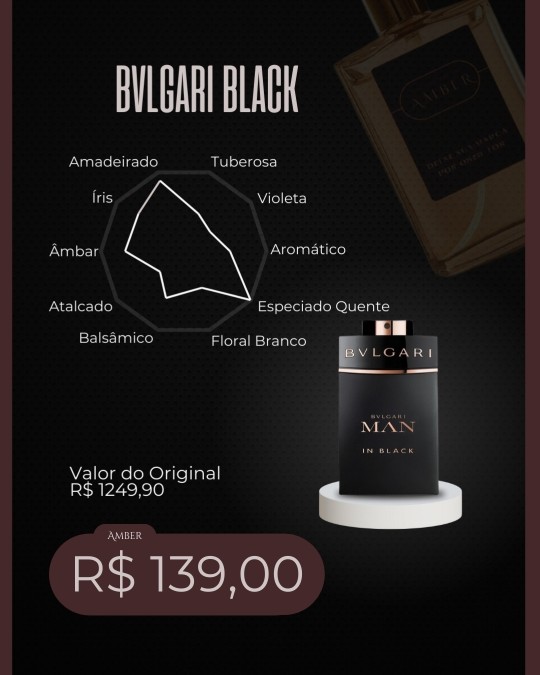 BVLGARI BLACK
AMBER
Amadeirado
Tuberosa
Íris
Violeta
Âmbar
Aromático
Atalcado
Especiado Quente
Balsâmico
Floral Branco
BVLGARI
BVLGARI
MAN
IN BLACK
Valor do Original
R$ 1249,90
AMBER
R$ 139,00